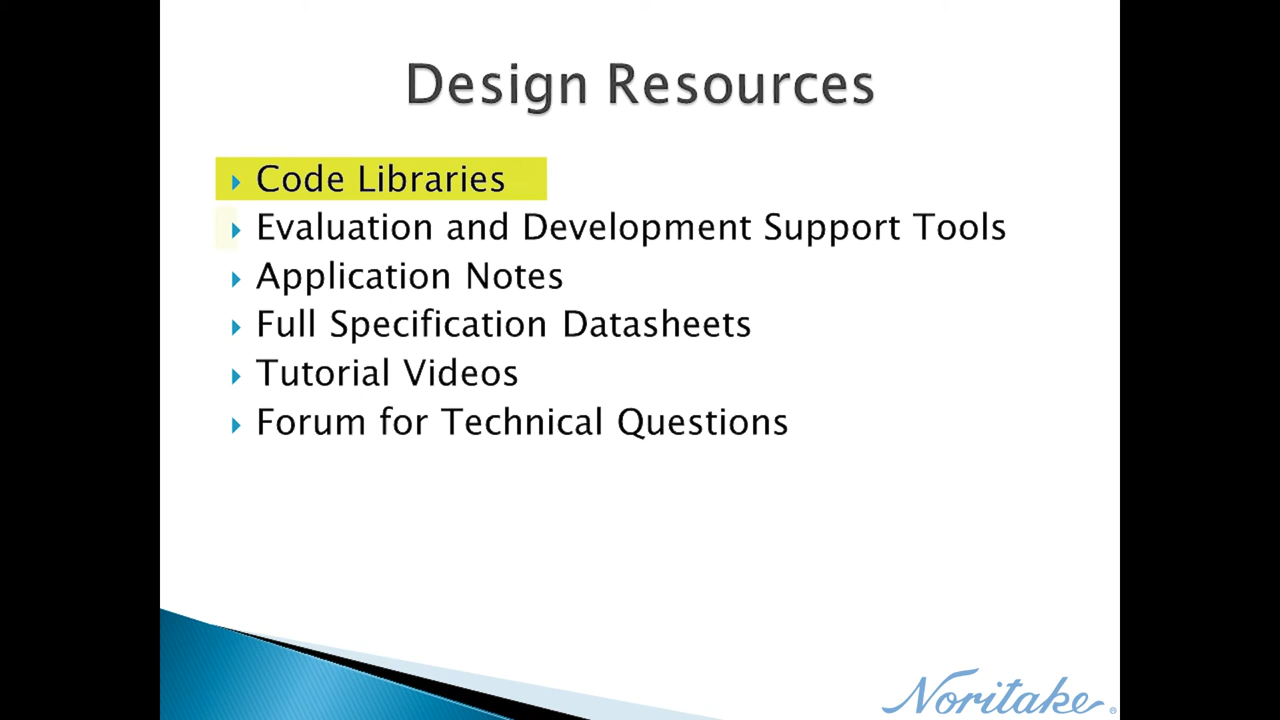 Design Resources
Code Libraries
Evaluation and Development Support Tools
Application Notes
Full Specification Datasheets
Tutorial Videos
Forum for Technical Questions
Noritake®